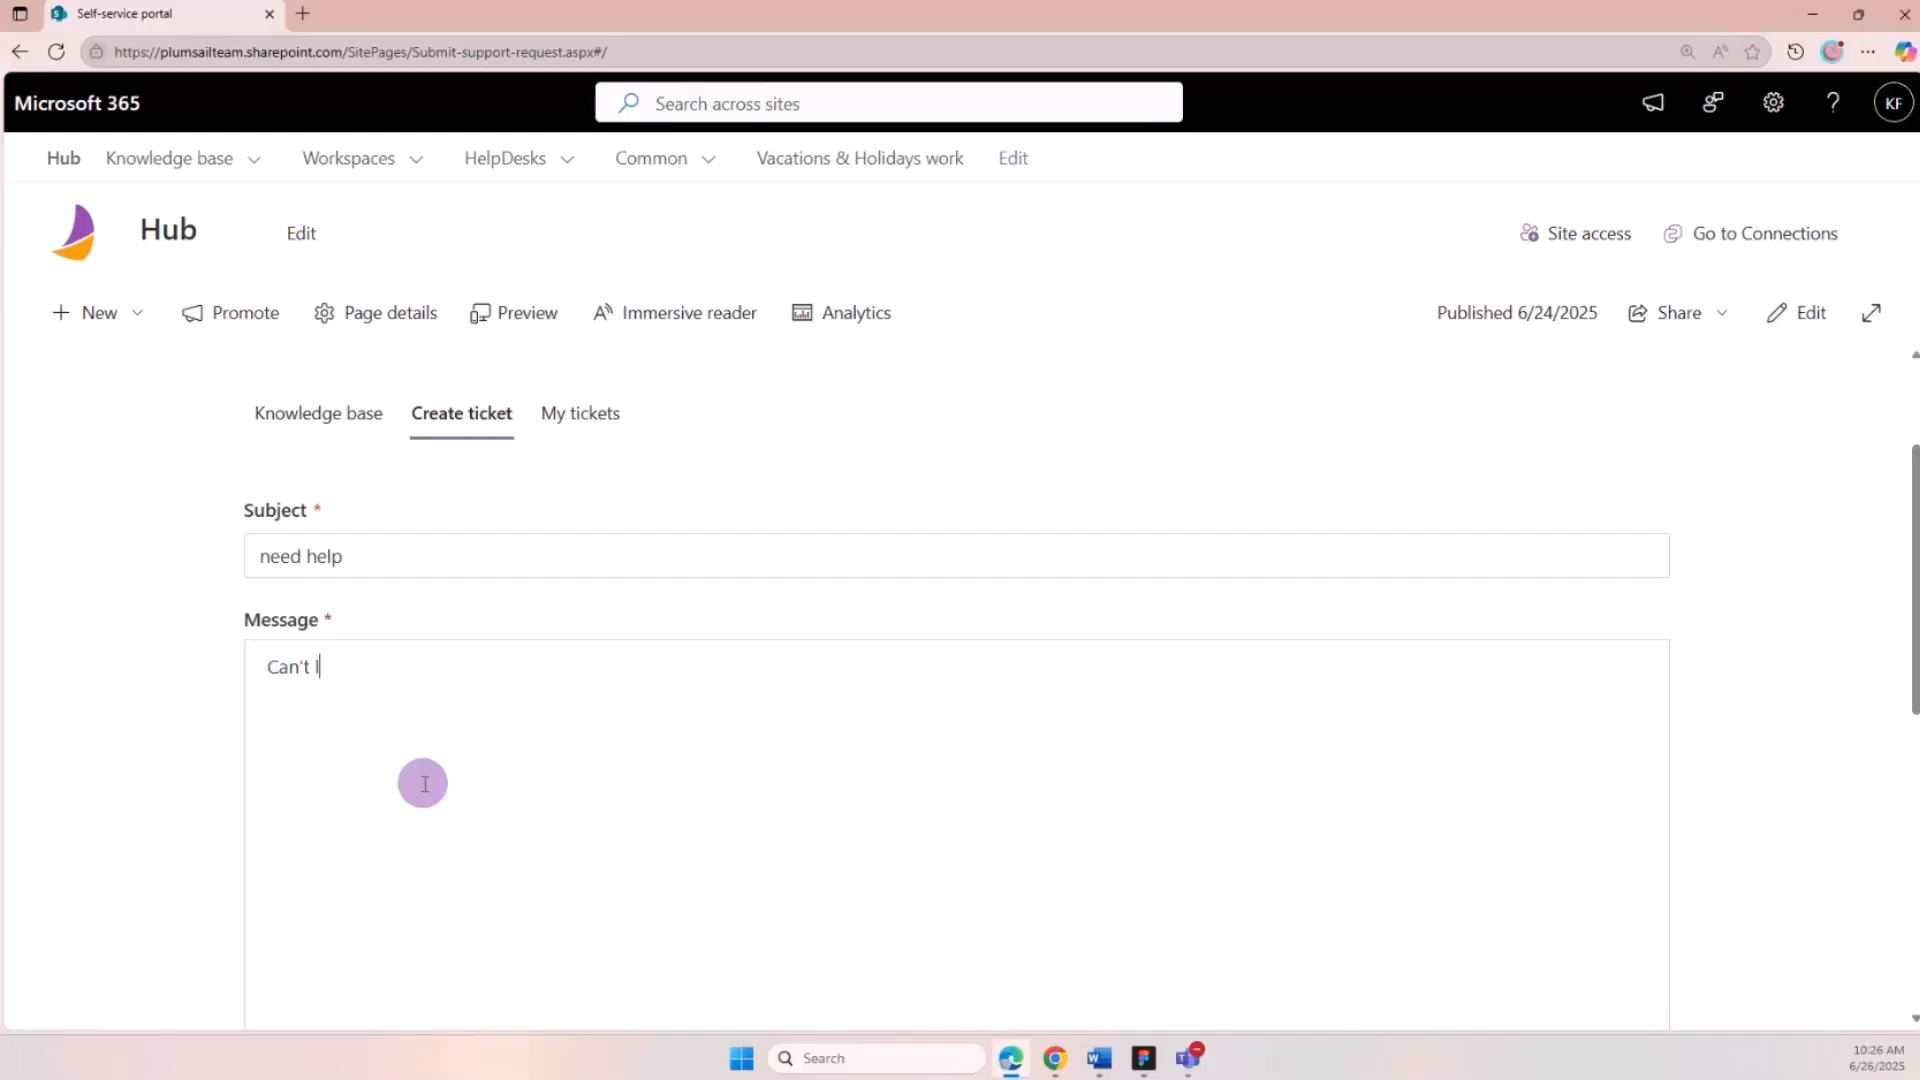 Self-service portal
https://plumsailteam.sharepoint.com/SitePages/Submit-support-request.aspx#/
Microsoft 365
Search across sites
KF
Hub Knowledge base Workspaces HelpDesks Common Vacations & Holidays work Edit
Hub Edit
Site access Go to Connections
New Promote Page details Preview Immersive reader Analytics
Published 6/24/2025 Share Edit
Knowledge base Create ticket My tickets
Subject *
need help
Message *
Can't l
Search
10:26 AM
6/26/2025